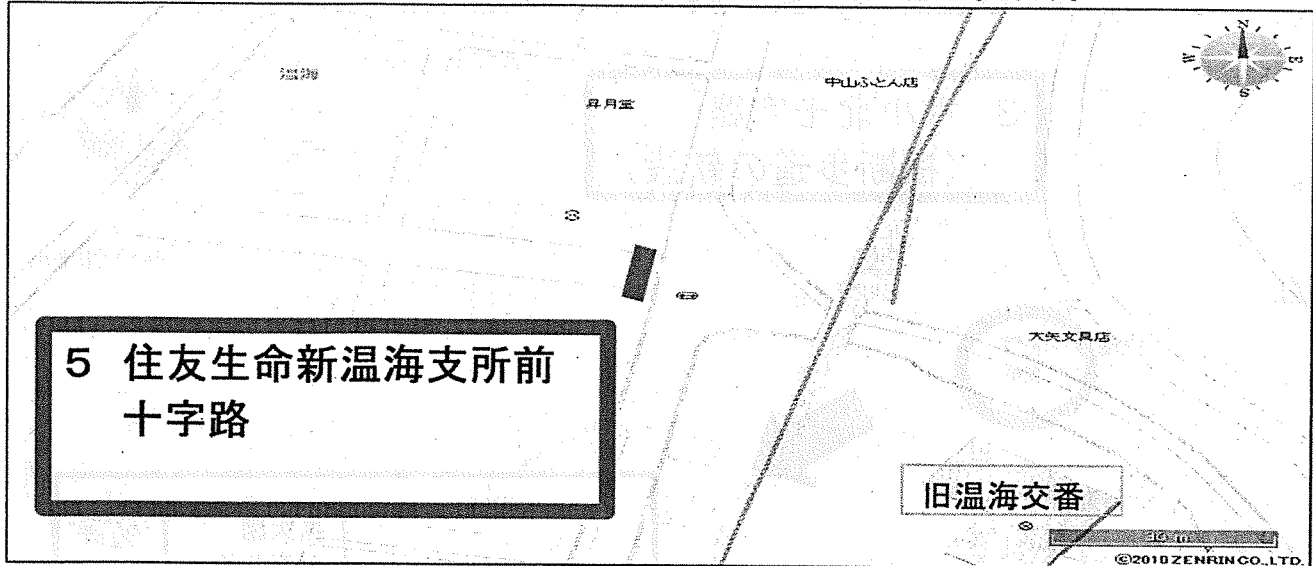 温海
昇月堂
中山ふとん店
N
W
E
S
大矢文具店
5 住友生命新温海支所前
十字路
旧温海交番
30 m
©2010 ZENRIN CO., LTD.